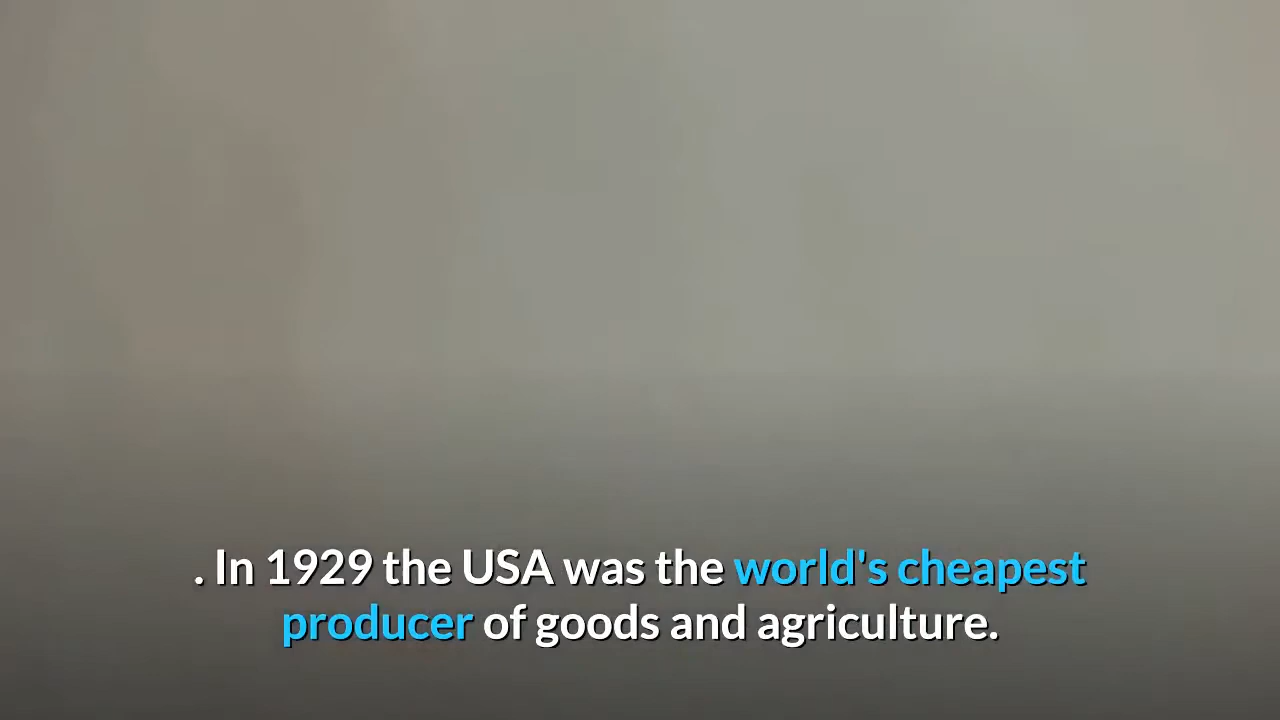 . In 1929 the USA was the world's cheapest
producer of goods and agriculture.